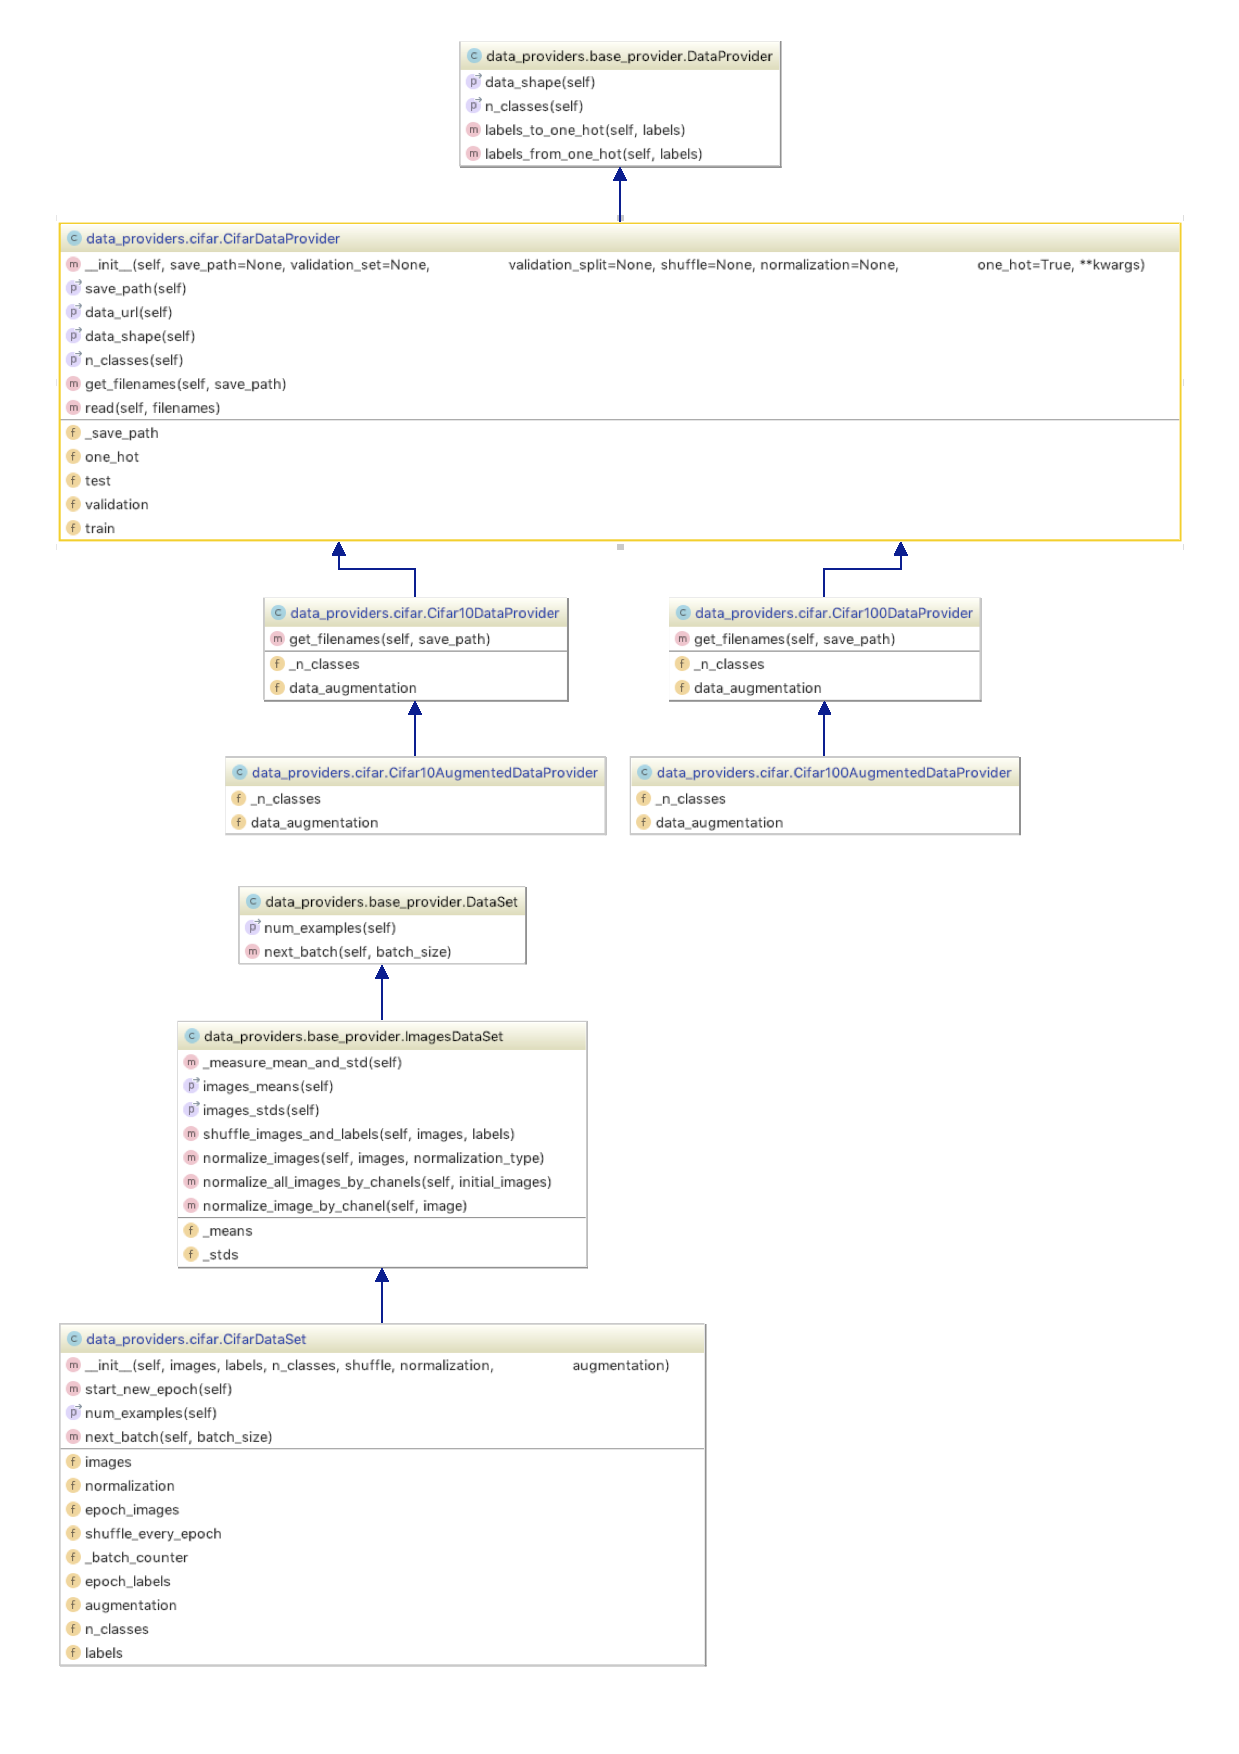 C data_providers.base_provider.DataProvider
p data_shape(self)
p n_classes(self)
m labels_to_one_hot(self, labels)
m labels_from_one_hot(self, labels)
C data_providers.cifar.CifarDataProvider
m __init__(self, save_path=None, validation_set=None, validation_split=None, shuffle=None, normalization=None, one_hot=True, **kwargs)
p save_path(self)
p data_url(self)
p data_shape(self)
p n_classes(self)
m get_filenames(self, save_path)
m read(self, filenames)
f _save_path
f one_hot
f test
f validation
f train
C data_providers.cifar.Cifar10DataProvider
m get_filenames(self, save_path)
f _n_classes
f data_augmentation
C data_providers.cifar.Cifar100DataProvider
m get_filenames(self, save_path)
f _n_classes
f data_augmentation
C data_providers.cifar.Cifar10AugmentedDataProvider
f _n_classes
f data_augmentation
C data_providers.cifar.Cifar100AugmentedDataProvider
f _n_classes
f data_augmentation
C data_providers.base_provider.DataSet
p num_examples(self)
m next_batch(self, batch_size)
C data_providers.base_provider.ImagesDataSet
m _measure_mean_and_std(self)
p images_means(self)
p images_stds(self)
m shuffle_images_and_labels(self, images, labels)
m normalize_images(self, images, normalization_type)
m normalize_all_images_by_chanels(self, initial_images)
m normalize_image_by_chanel(self, image)
f _means
f _stds
C data_providers.cifar.CifarDataSet
m __init__(self, images, labels, n_classes, shuffle, normalization, augmentation)
m start_new_epoch(self)
p num_examples(self)
m next_batch(self, batch_size)
f images
f normalization
f epoch_images
f shuffle_every_epoch
f _batch_counter
f epoch_labels
f augmentation
f n_classes
f labels